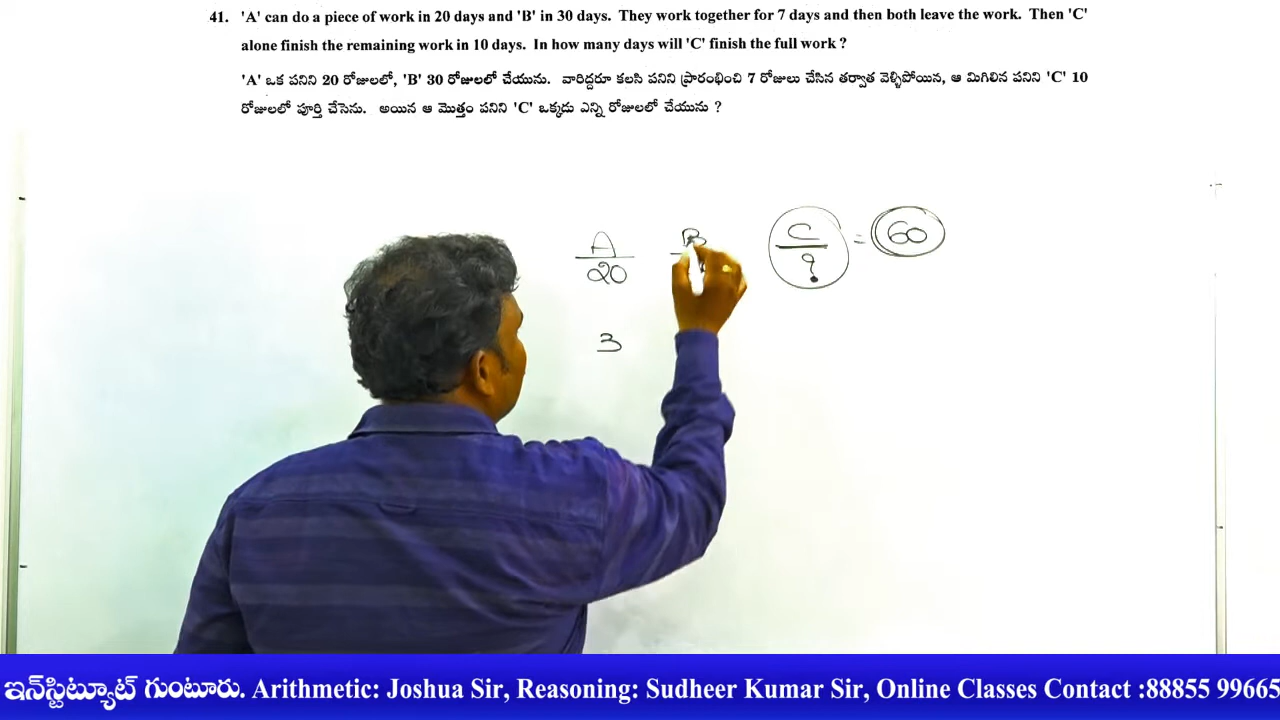 41. 'A' can do a piece of work in 20 days and 'B' in 30 days. They work together for 7 days and then both leave the work. Then 'C'
alone finish the remaining work in 10 days. In how many days will 'C' finish the full work ?
'A' ఒక పనిని 20 రోజులలో, 'B' 30 రోజులలో చేయును. వారిద్దరూ కలసి పనిని ప్రారంభించి 7 రోజులు చేసిన తర్వాత వెళ్ళిపోయిన, ఆ మిగిలిన పనిని 'C' 10
రోజులలో పూర్తి చేసెను. అయిన ఆ మొత్తం పనిని 'C' ఒక్కడు ఎన్ని రోజులలో చేయును ?
A B C = 60
20 ?
3
ఇన్‌స్టిట్యూట్ గుంటూరు. Arithmetic: Joshua Sir, Reasoning: Sudheer Kumar Sir, Online Classes Contact :88855 99665